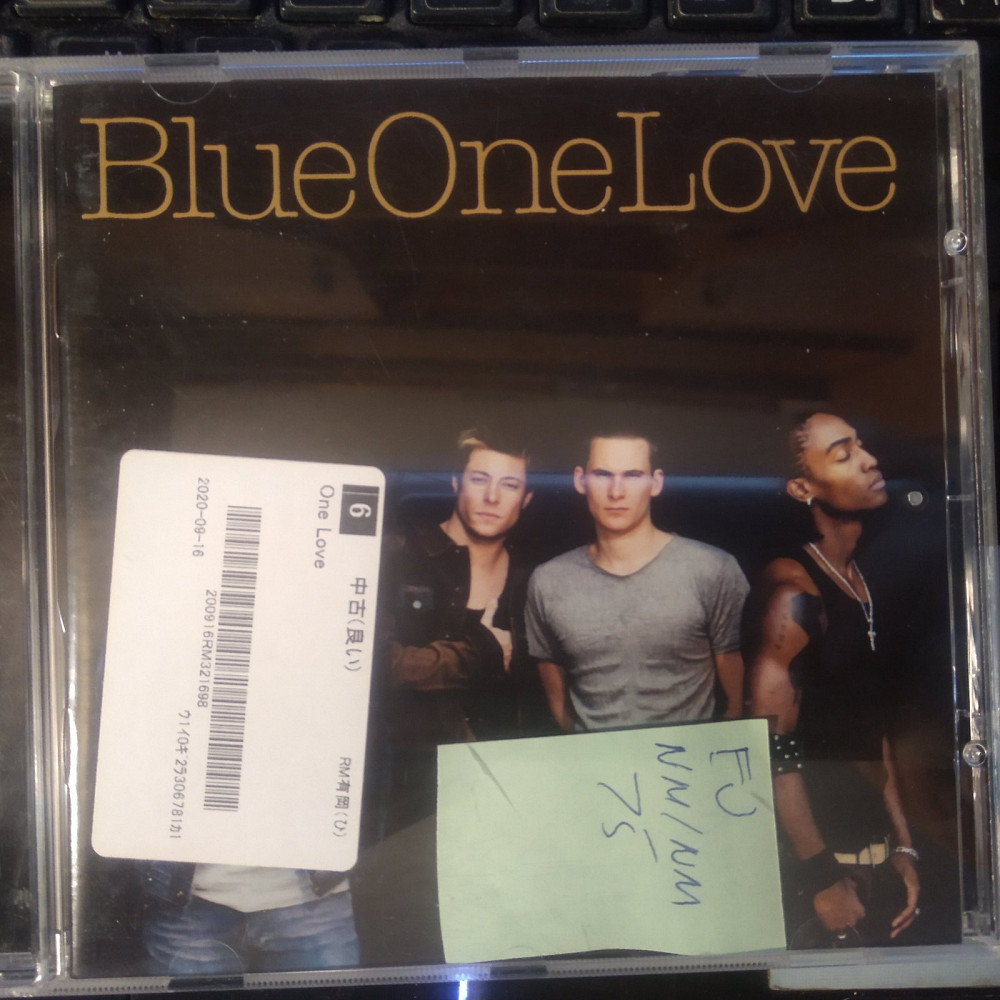 BlueOneLove
6
One Love
中古(良い)
RM有岡(ひ)
2020-09-16
200916RM321698
FU
NM/NM
75